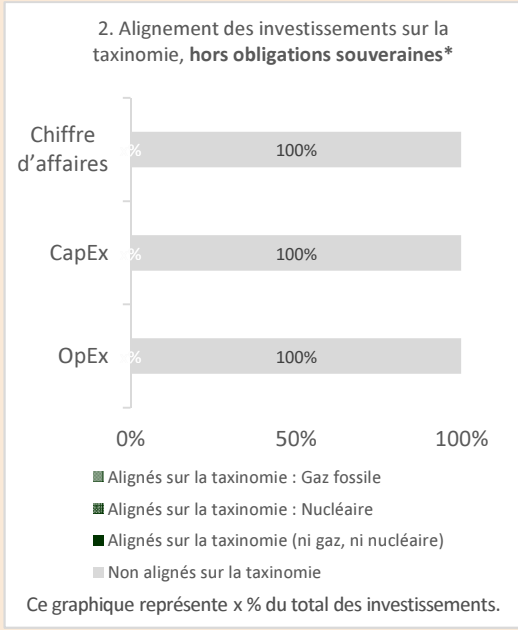 2. Alignement des investissements sur la
taxinomie, hors obligations souveraines*
Chiffre
d'affaires
100%
CapEx
100%
OpEx
100%
0%
50%
100%
Alignés sur la taxinomie : Gaz fossile
Alignés sur la taxinomie : Nucléaire
Alignés sur la taxinomie (ni gaz, ni nucléaire)
Non alignés sur la taxinomie
Ce graphique représente x % du total des investissements.